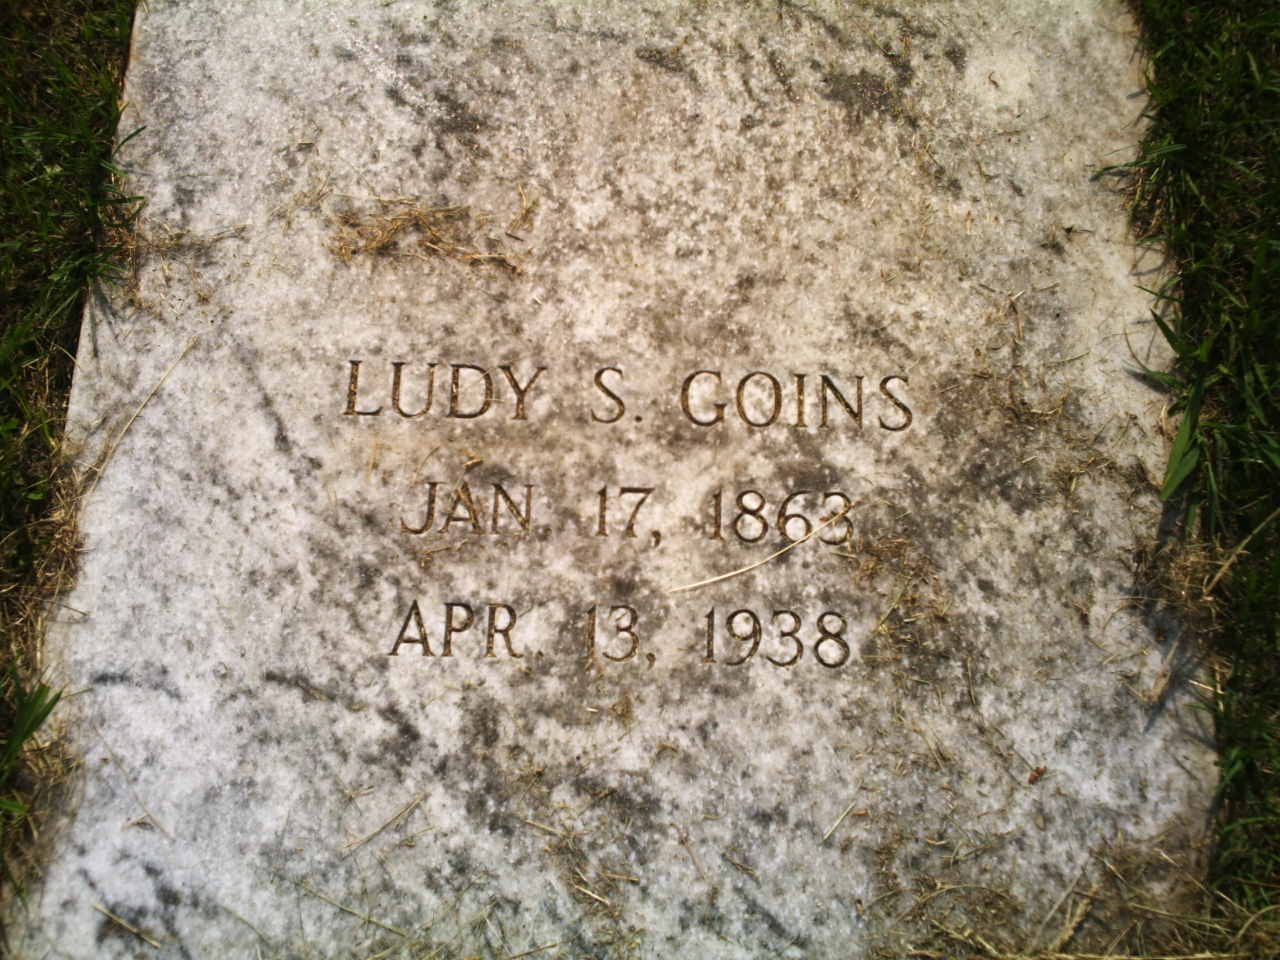 LUDY S. GOINS
JAN. 17, 1863
APR. 13, 1938